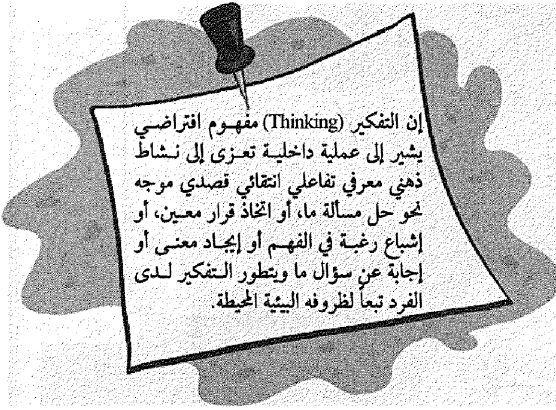 إن التفكير (Thinking) مفهوم افتراضي
يشير إلى عملية داخلية تعزى إلى نشاط
ذهني معرفي تفاعلي انتقائي قصدي موجه
نحو حل مسألة ما، أو اتخاذ قرار معين، أو
إشباع رغبة في الفهم أو إيجاد معنى أو
إجابة عن سؤال ما ويتطور التفكير لدى
الفرد تبعاً لظروفه البيئية المحيطة.